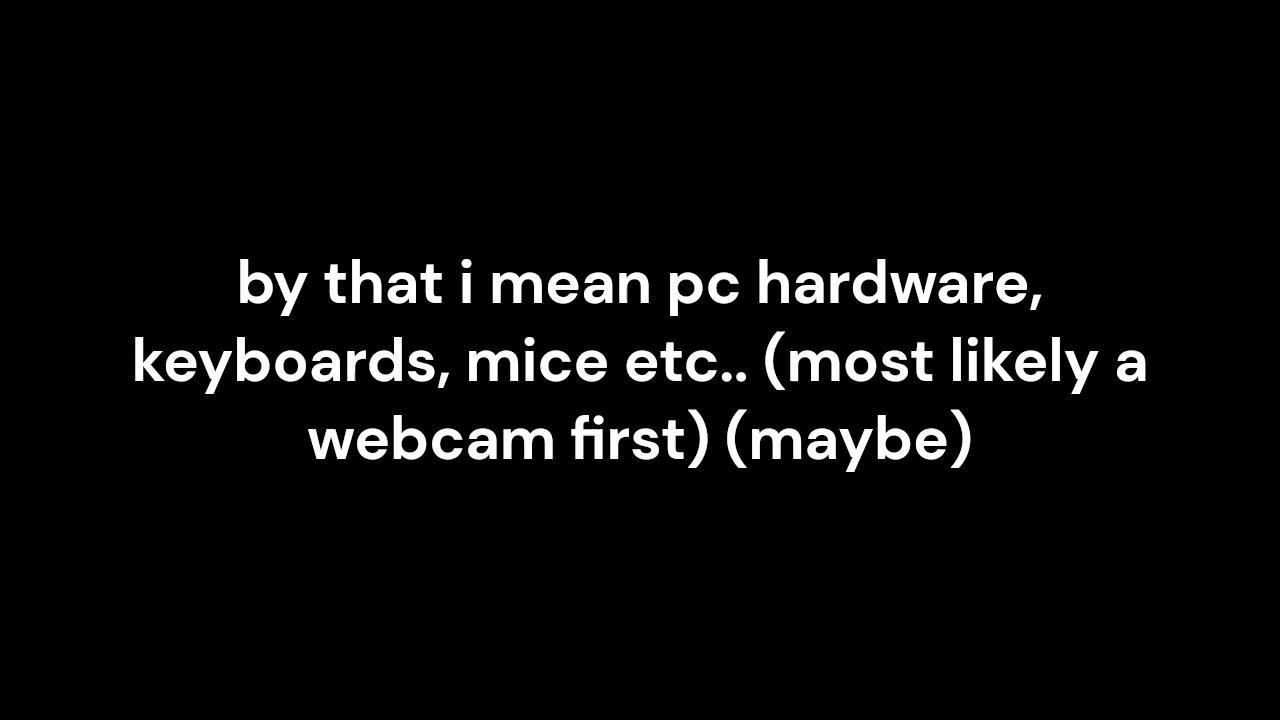 by that i mean pc hardware,
keyboards, mice etc.. (most likely a
webcam first) (maybe)